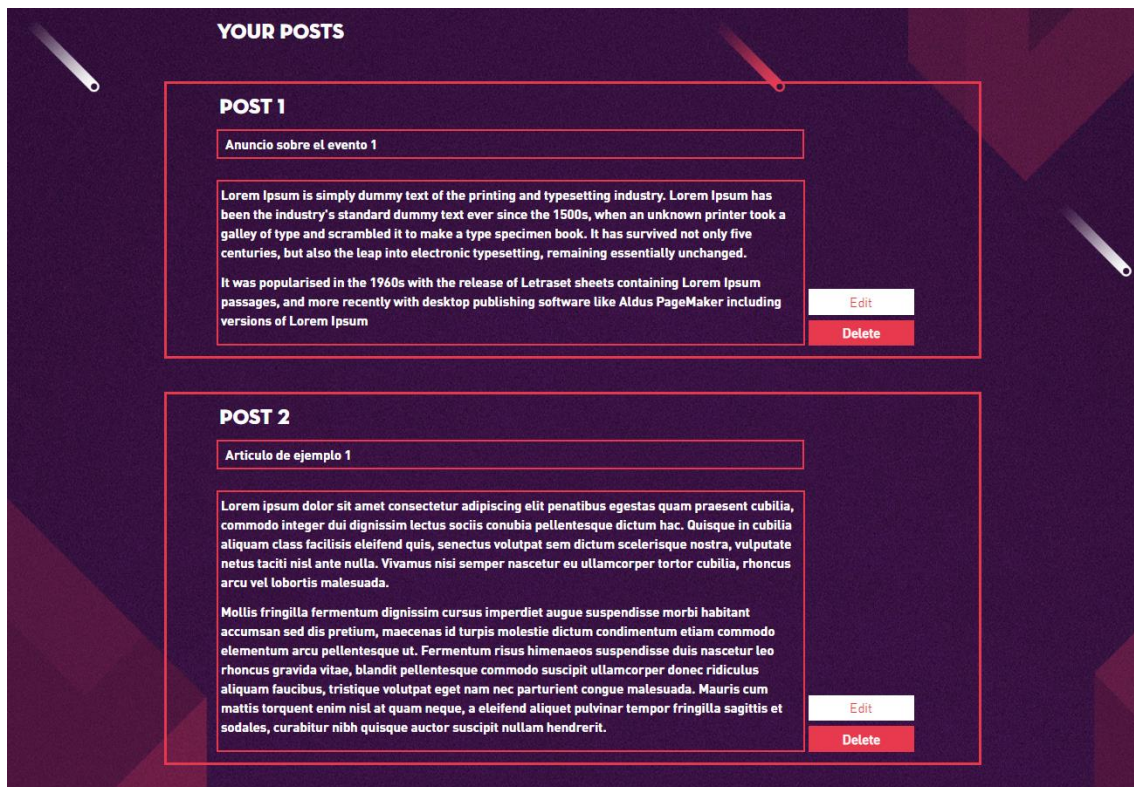 YOUR POSTS
POST 1
Anuncio sobre el evento 1
Lorem Ipsum is simply dummy text of the printing and typesetting industry. Lorem Ipsum has
been the industry's standard dummy text ever since the 1500s, when an unknown printer took a
galley of type and scrambled it to make a type specimen book. It has survived not only five
centuries, but also the leap into electronic typesetting, remaining essentially unchanged.
It was popularised in the 1960s with the release of Letraset sheets containing Lorem Ipsum
passages, and more recently with desktop publishing software like Aldus PageMaker including
versions of Lorem Ipsum
Edit
Delete
POST 2
Articulo de ejemplo 1
Lorem ipsum dolor sit amet consectetur adipiscing elit penatibus egestas quam praesent cubilia,
commodo integer dui dignissim lectus sociis conubia pellentesque dictum hac. Quisque in cubilia
aliquam class facilisis eleifend quis, senectus volutpat sem dictum scelerisque nostra, vulputate
netus taciti nisl ante nulla. Vivamus nisi semper nascetur eu ullamcorper tortor cubilia, rhoncus
arcu vel lobortis malesuada.
Mollis fringilla fermentum dignissim cursus imperdiet augue suspendisse morbi habitant
accumsan sed dis pretium, maecenas id turpis molestie dictum condimentum etiam commodo
elementum arcu pellentesque ut. Fermentum risus himenaeos suspendisse duis nascetur leo
rhoncus gravida vitae, blandit pellentesque commodo suscipit ullamcorper donec ridiculus
aliquam faucibus, tristique volutpat eget nam nec parturient congue malesuada. Mauris cum
mattis torquent enim nisl at quam neque, a eleifend aliquet pulvinar tempor fringilla sagittis et
sodales, curabitur nibh quisque auctor suscipit nullam hendrerit.
Edit
Delete